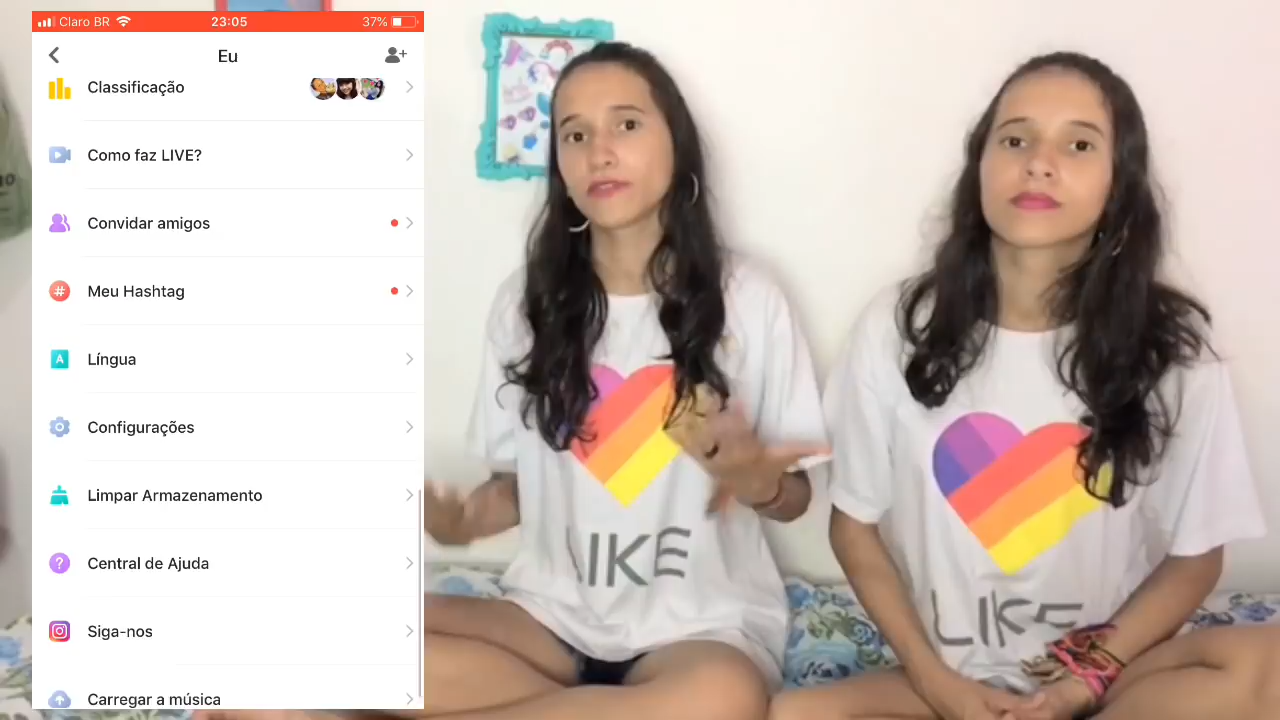 Claro BR
23:05
37%
Eu
Classificação
Como faz LIVE?
Convidar amigos
Meu Hashtag
Língua
Configurações
Limpar Armazenamento
Central de Ajuda
Siga-nos
Carregar a música
LIKE
LIKE